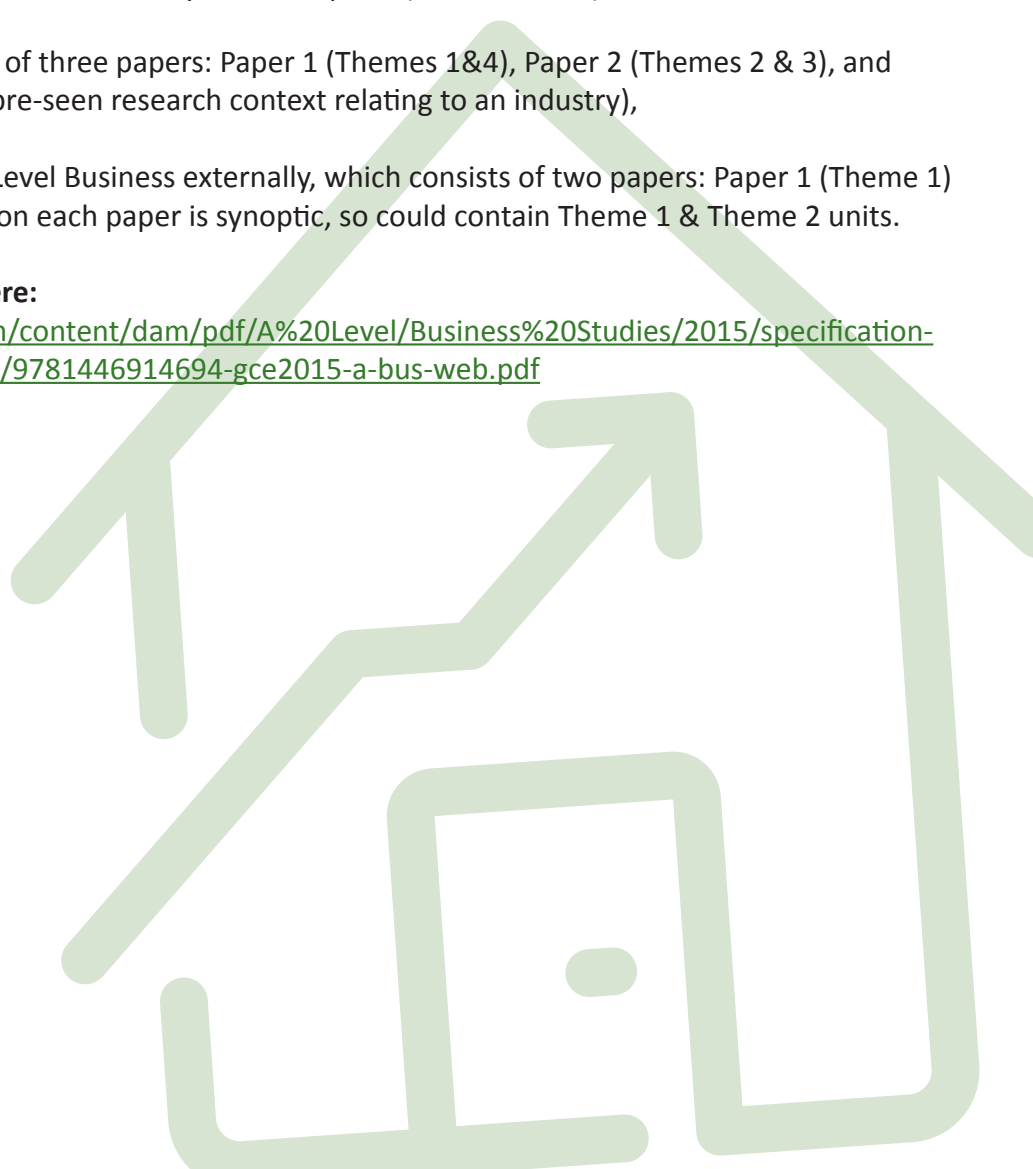 of three papers: Paper 1 (Themes 1&4), Paper 2 (Themes 2 & 3), and
pre-seen research context relating to an industry),
Level Business externally, which consists of two papers: Paper 1 (Theme 1)
on each paper is synoptic, so could contain Theme 1 & Theme 2 units.
ere:
n/content/dam/pdf/A%20Level/Business%20Studies/2015/specification-
/9781446914694-gce2015-a-bus-web.pdf